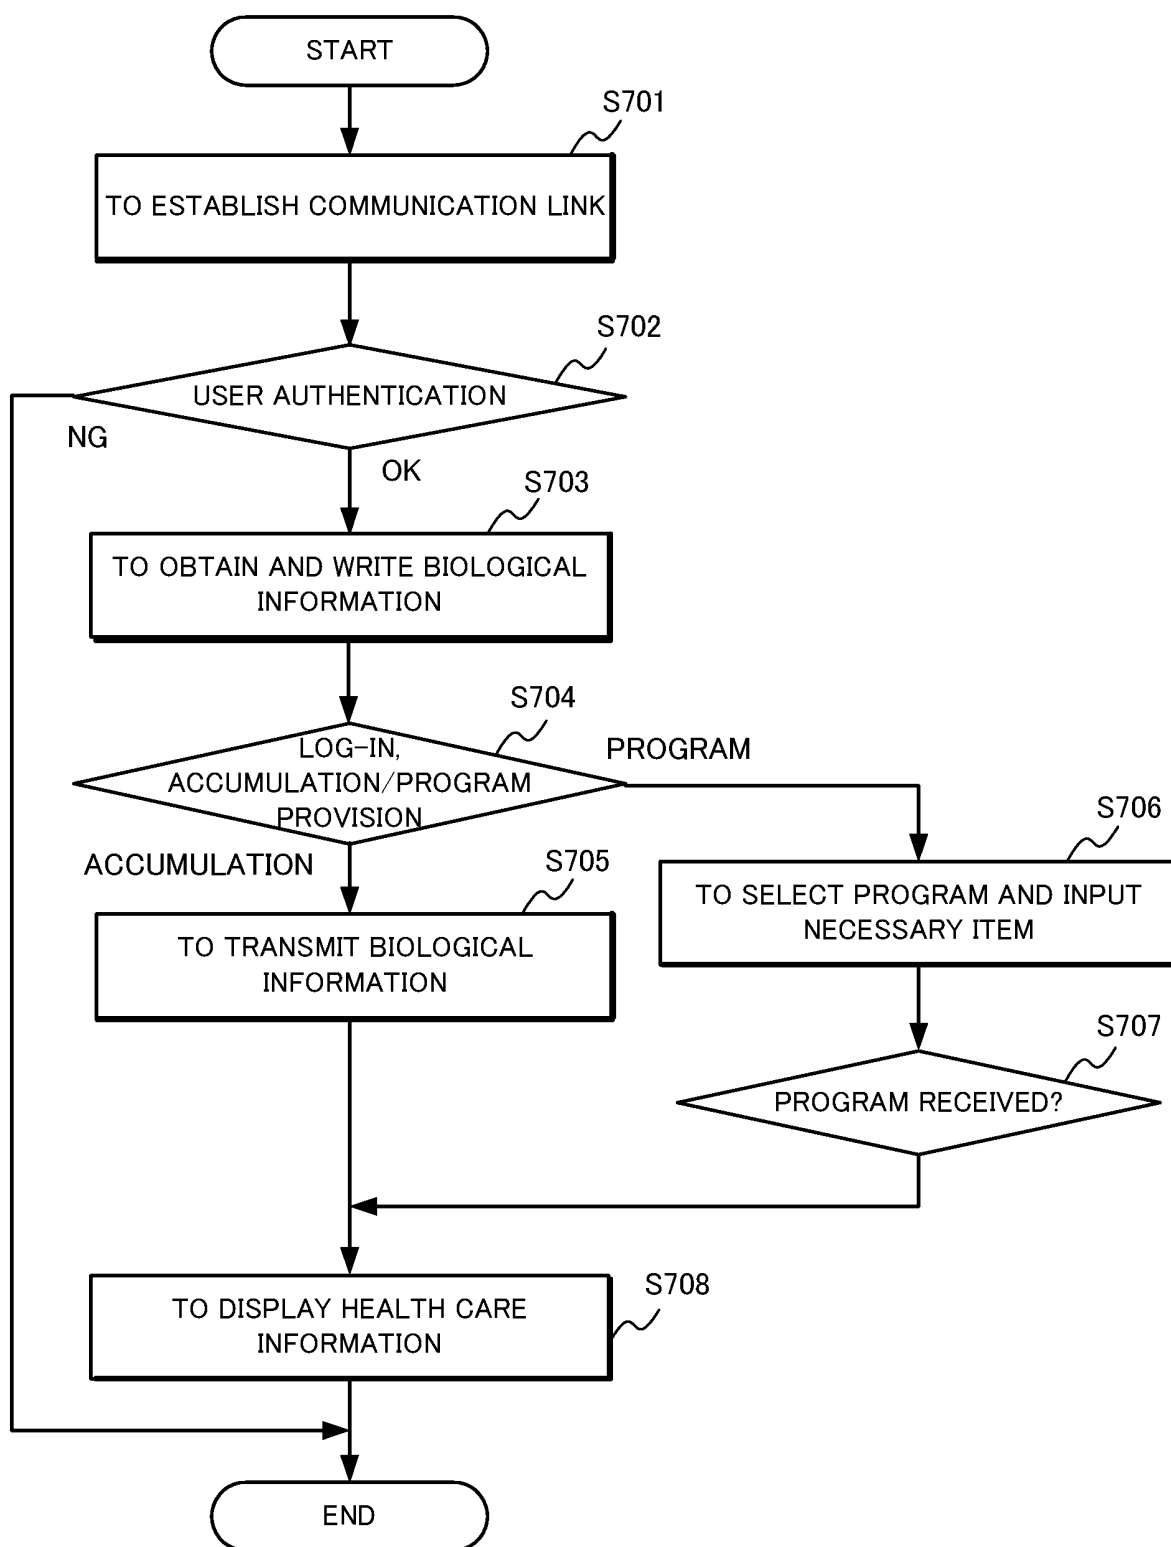 START
S701
TO ESTABLISH COMMUNICATION LINK
S702
USER AUTHENTICATION
NG
OK
S703
TO OBTAIN AND WRITE BIOLOGICAL
INFORMATION
S704
LOG-IN,
ACCUMULATION/PROGRAM
PROVISION
PROGRAM
ACCUMULATION
S705
TO TRANSMIT BIOLOGICAL
INFORMATION
S706
TO SELECT PROGRAM AND INPUT
NECESSARY ITEM
S707
PROGRAM RECEIVED?
S708
TO DISPLAY HEALTH CARE
INFORMATION
END